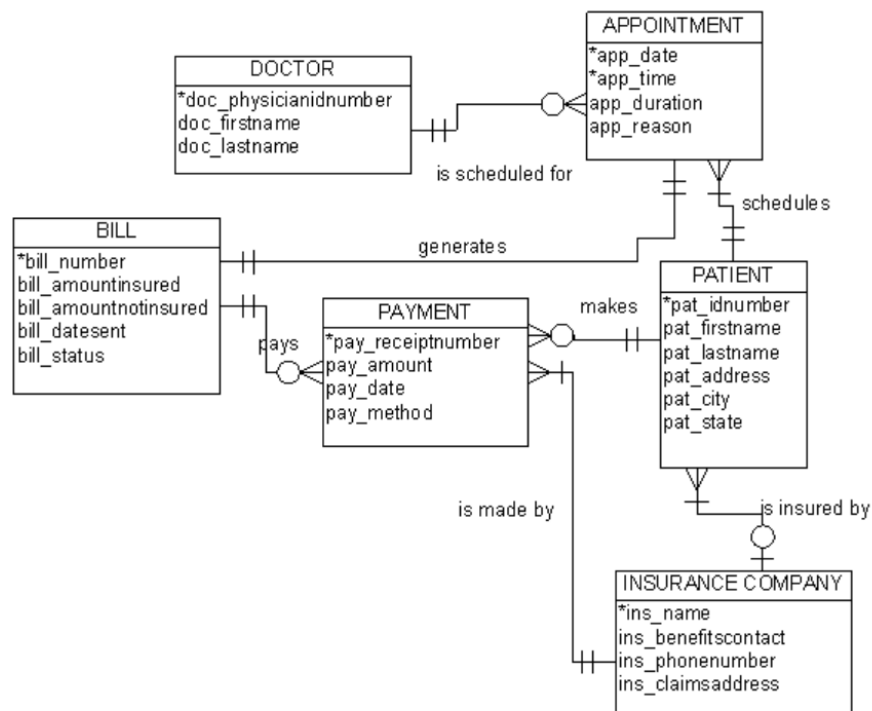 APPOINTMENT
*app_date
*app_time
app_duration
app_reason
DOCTOR
*doc_physicianidnumber
doc_firstname
doc_lastname
is scheduled for
schedules
BILL
*bill_number
bill_amountinsured
bill_amountnotinsured
bill_datesent
bill_status
generates
pays
PAYMENT
*pay_receiptnumber
pay_amount
pay_date
pay_method
makes
PATIENT
*pat_idnumber
pat_firstname
pat_lastname
pat_address
pat_city
pat_state
is made by
is insured by
INSURANCE COMPANY
*ins_name
ins_benefitscontact
ins_phonenumber
ins_claimsaddress